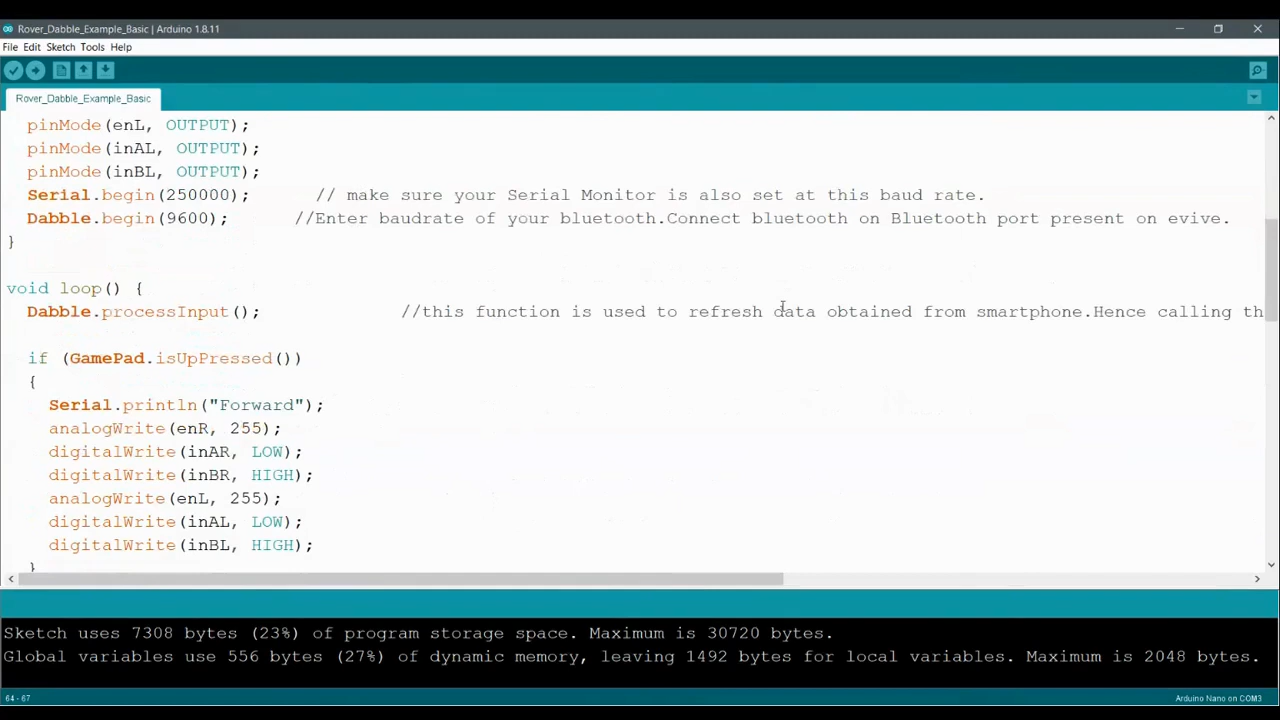 Rover_Dabble_Example_Basic | Arduino 1.8.11
File Edit Sketch Tools Help
Rover_Dabble_Example_Basic
pinMode(enL, OUTPUT);
pinMode(inAL, OUTPUT);
pinMode(inBL, OUTPUT);
Serial.begin(250000); // make sure your Serial Monitor is also set at this baud rate.
Dabble.begin(9600); //Enter baudrate of your bluetooth.Connect bluetooth on Bluetooth port present on evive.
}
void loop() {
Dabble.processInput(); //this function is used to refresh data obtained from smartphone.Hence calling th
if (GamePad.isUpPressed())
{
Serial.println("Forward");
analogWrite(enR, 255);
digitalWrite(inAR, LOW);
digitalWrite(inBR, HIGH);
analogWrite(enL, 255);
digitalWrite(inAL, LOW);
digitalWrite(inBL, HIGH);
}
Sketch uses 7308 bytes (23%) of program storage space. Maximum is 30720 bytes.
Global variables use 556 bytes (27%) of dynamic memory, leaving 1492 bytes for local variables. Maximum is 2048 bytes.
64 - 67
Arduino Nano on COM3